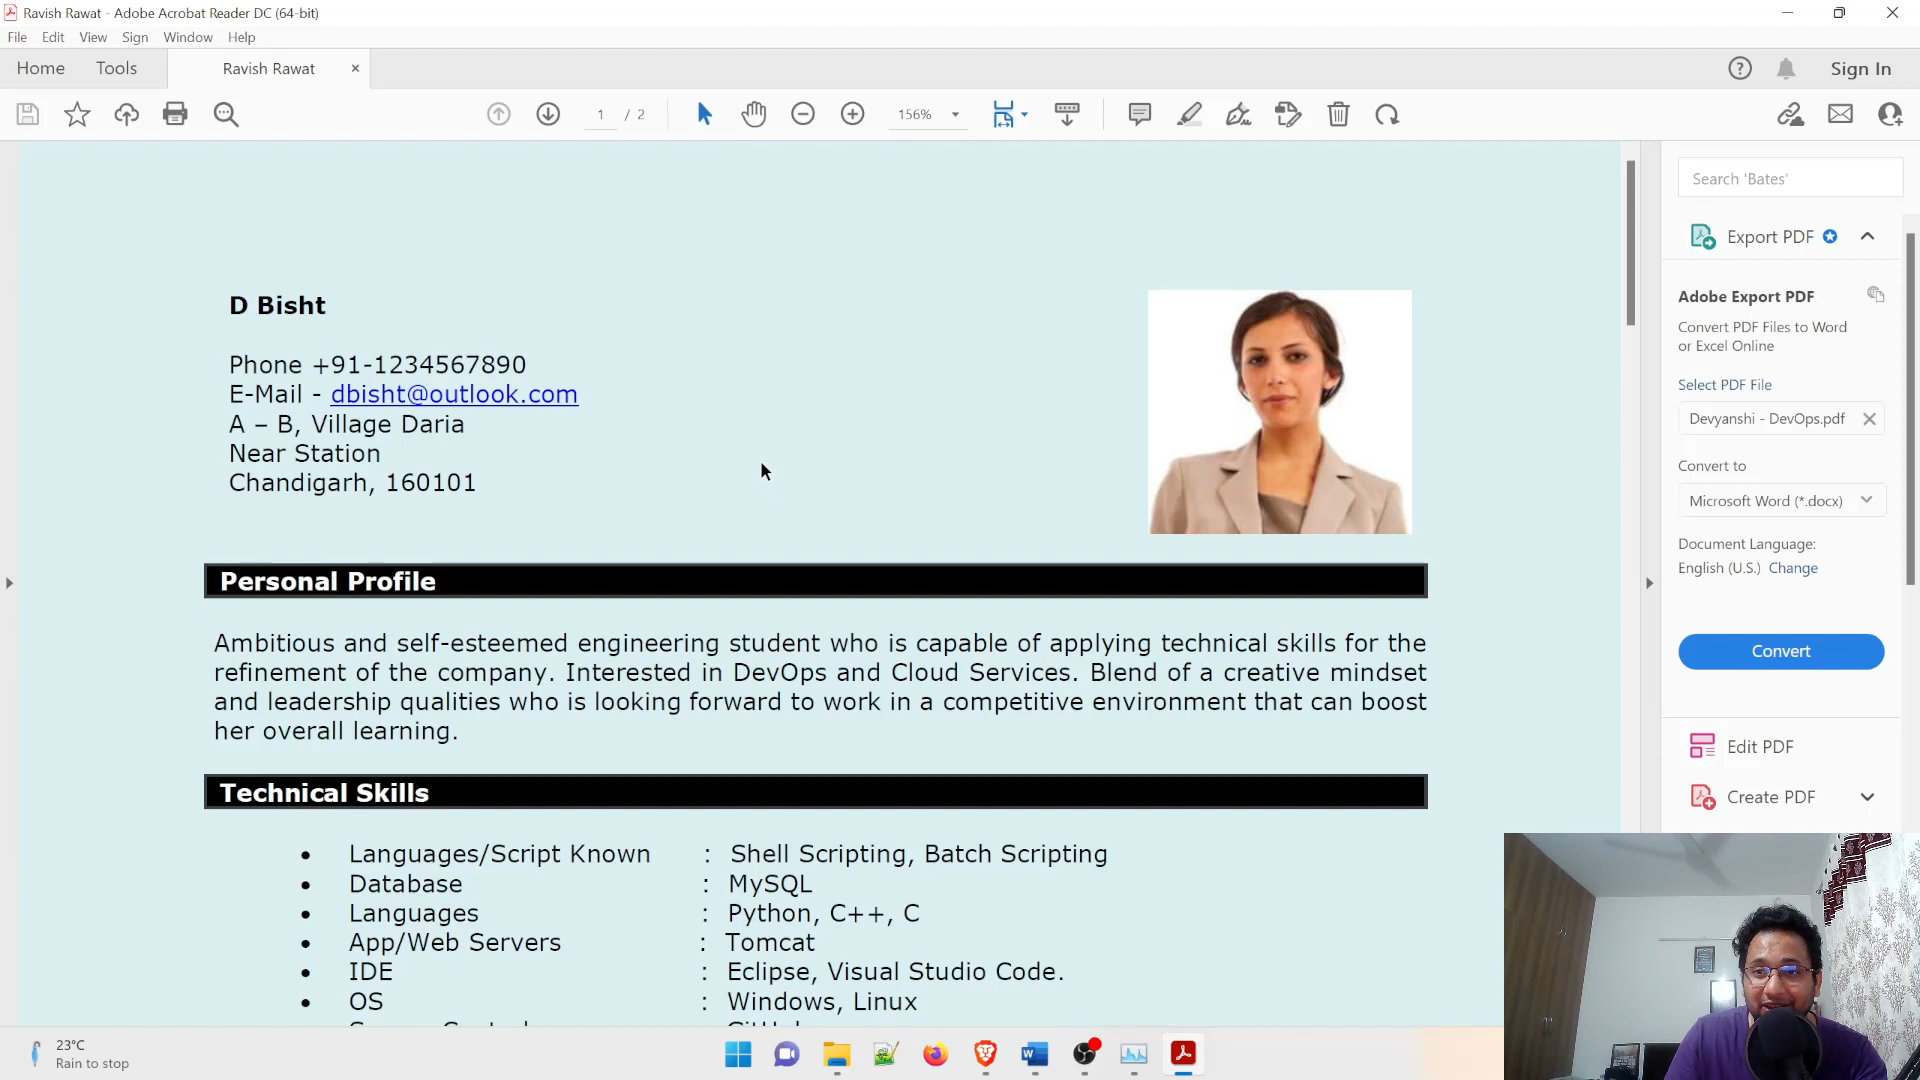 Ravish Rawat - Adobe Acrobat Reader DC (64-bit)
File Edit View Sign Window Help
Home Tools Ravish Rawat × Sign In
1 / 2 156%
Search 'Bates'
Export PDF
Adobe Export PDF
Convert PDF Files to Word
or Excel Online
Select PDF File
Devyanshi - DevOps.pdf
Convert to
Microsoft Word (*.docx)
Document Language:
English (U.S.) Change
Convert
Edit PDF
Create PDF
D Bisht
Phone +91-1234567890
E-Mail - dbisht@outlook.com
A – B, Village Daria
Near Station
Chandigarh, 160101
Personal Profile
Ambitious and self-esteemed engineering student who is capable of applying technical skills for the
refinement of the company. Interested in DevOps and Cloud Services. Blend of a creative mindset
and leadership qualities who is looking forward to work in a competitive environment that can boost
her overall learning.
Technical Skills
• Languages/Script Known : Shell Scripting, Batch Scripting
• Database : MySQL
• Languages : Python, C++, C
• App/Web Servers : Tomcat
• IDE : Eclipse, Visual Studio Code.
• OS : Windows, Linux
23°C
Rain to stop